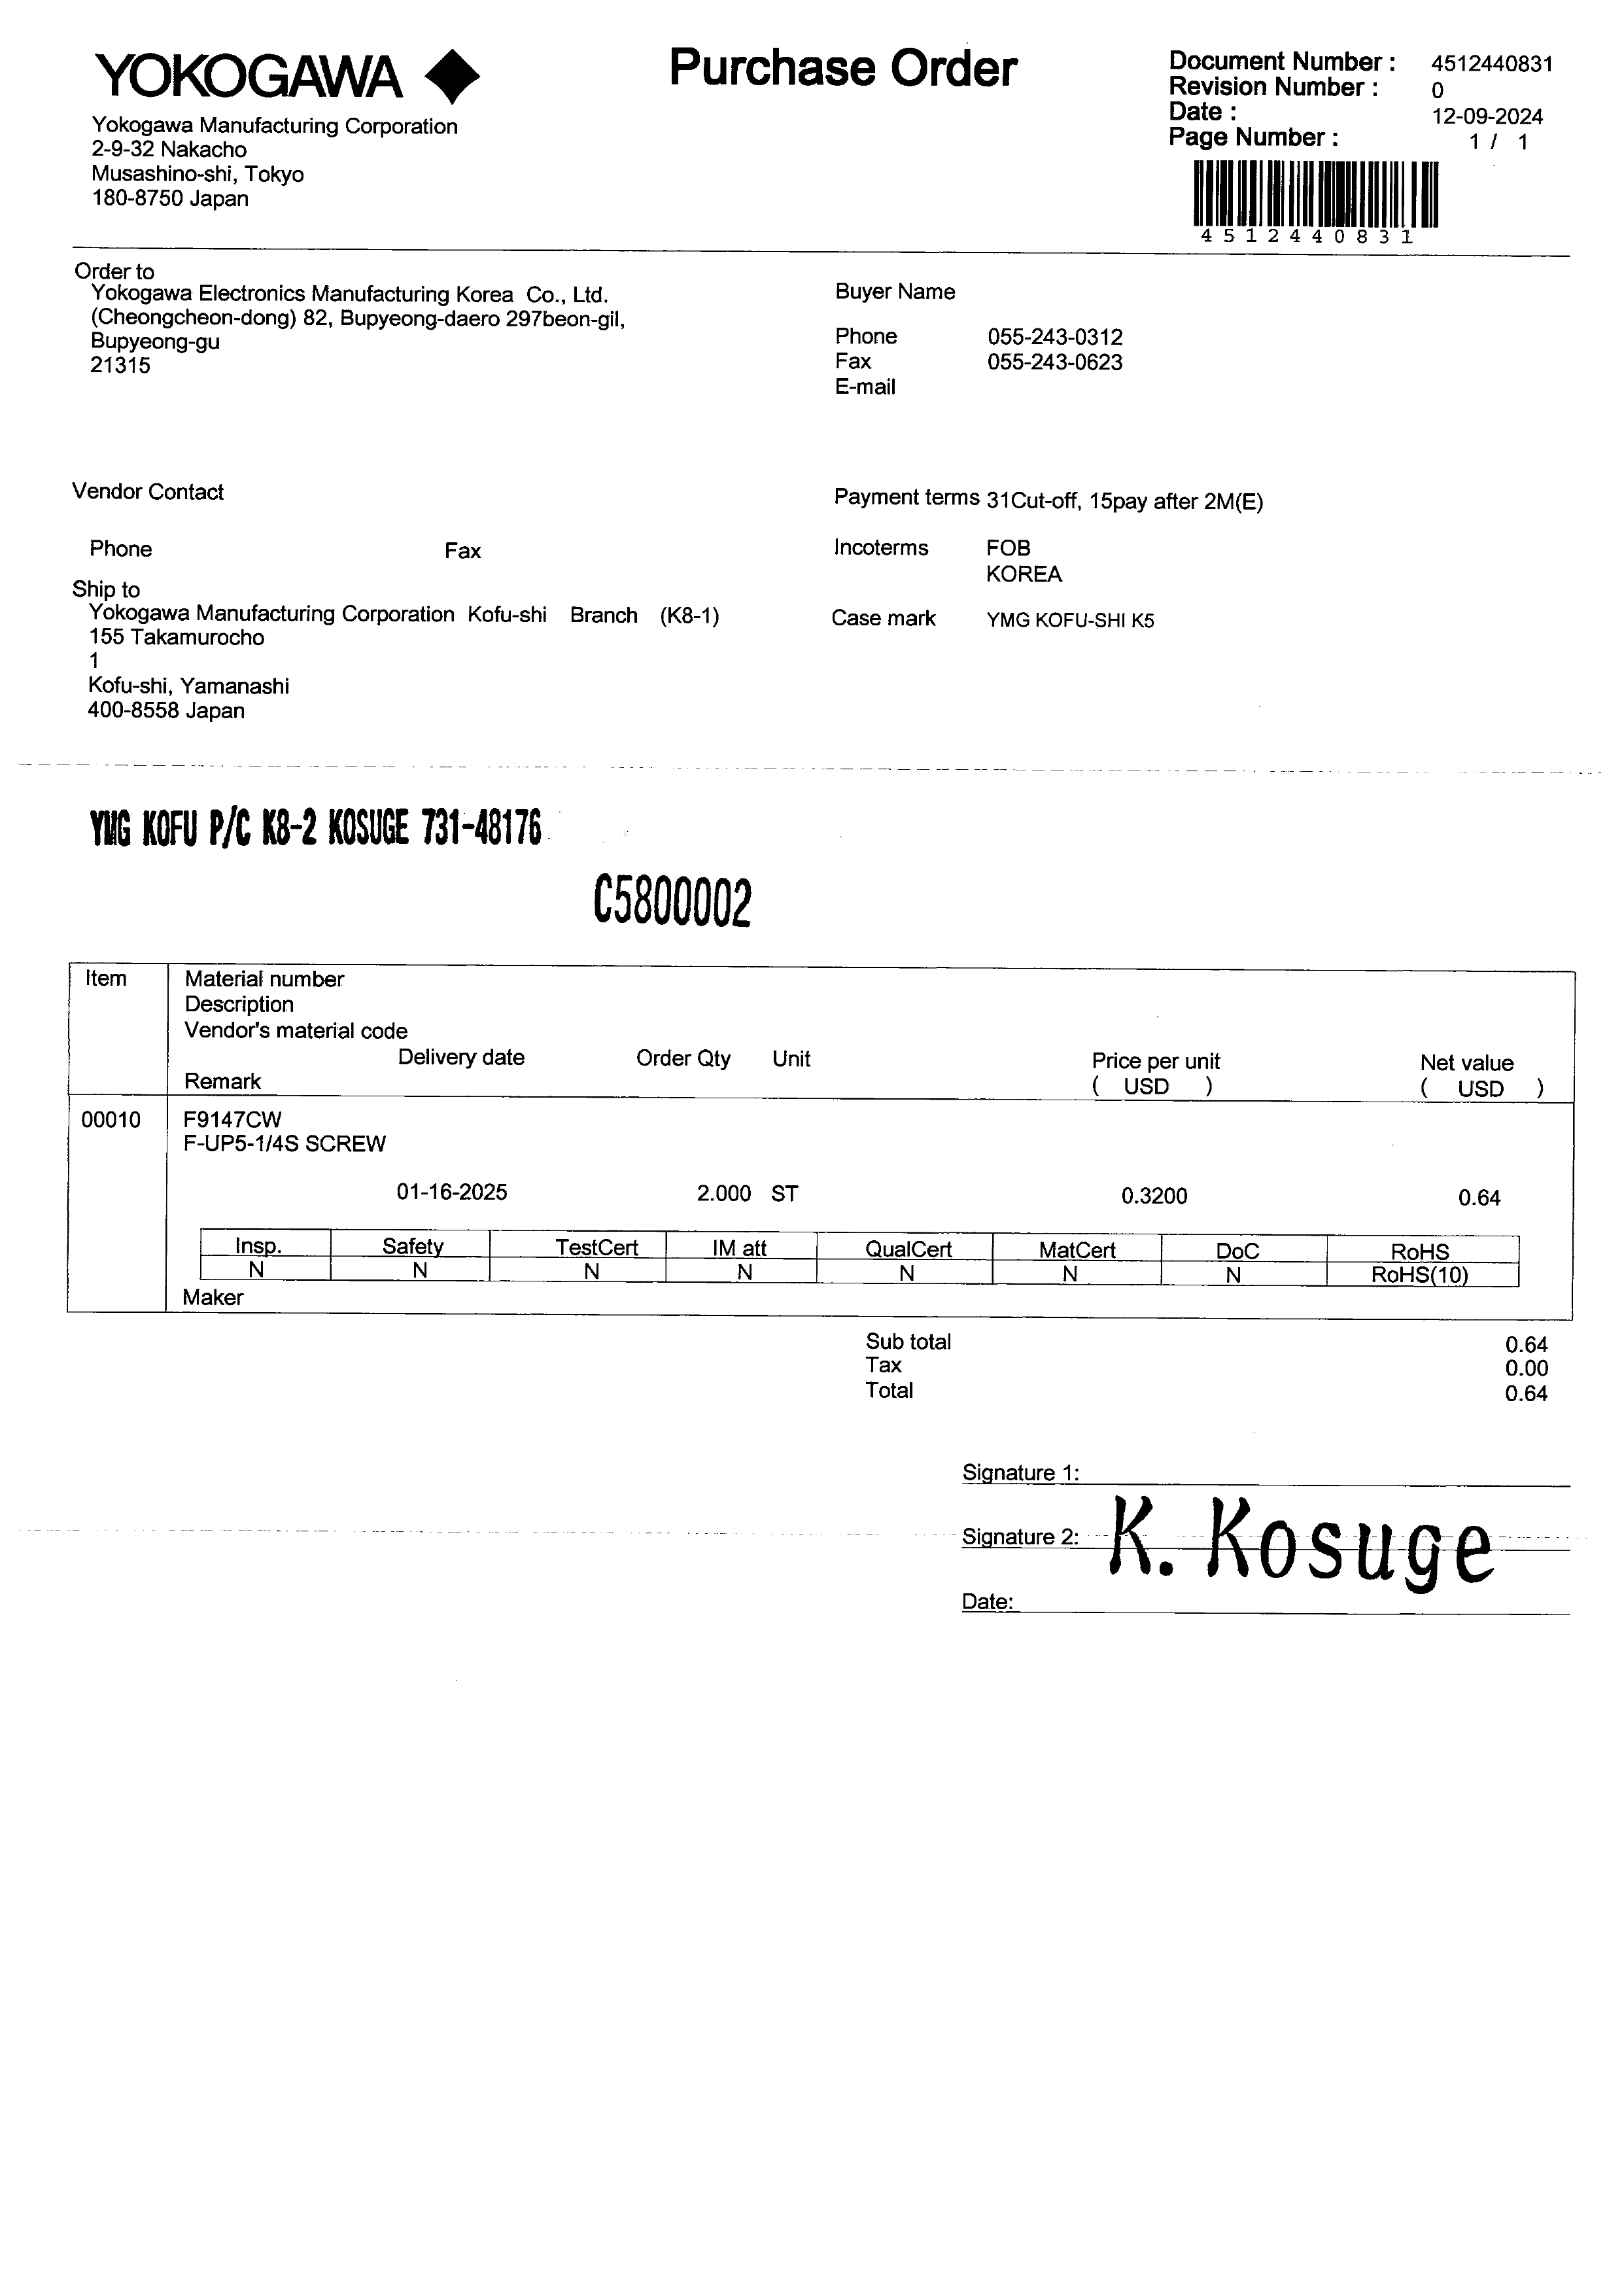 YOKOGAWA
Purchase Order
Document Number : 4512440831
Revision Number : 0
Date : 12-09-2024
Page Number : 1 / 1
4512440831
Yokogawa Manufacturing Corporation
2-9-32 Nakacho
Musashino-shi, Tokyo
180-8750 Japan
Order to
Yokogawa Electronics Manufacturing Korea Co., Ltd.
(Cheongcheon-dong) 82, Bupyeong-daero 297beon-gil,
Bupyeong-gu
21315
Buyer Name
Phone 055-243-0312
Fax 055-243-0623
E-mail
Vendor Contact
Phone Fax
Payment terms 31Cut-off, 15pay after 2M(E)
Incoterms FOB
KOREA
Case mark YMG KOFU-SHI K5
Ship to
Yokogawa Manufacturing Corporation Kofu-shi Branch (K8-1)
155 Takamurocho
1
Kofu-shi, Yamanashi
400-8558 Japan
YMG KOFU P/C K8-2 KOSUGE 731-48176
C5800002
Item Material number
Description
Vendor's material code
Delivery date Order Qty Unit Price per unit Net value
Remark ( USD ) ( USD )
00010 F9147CW
F-UP5-1/4S SCREW
01-16-2025 2.000 ST 0.3200 0.64
Insp. Safety TestCert IM att QualCert MatCert DoC RoHS
N N N N N N N RoHS(10)
Maker
Sub total 0.64
Tax 0.00
Total 0.64
Signature 1:
Signature 2: K. Kosuge
Date: